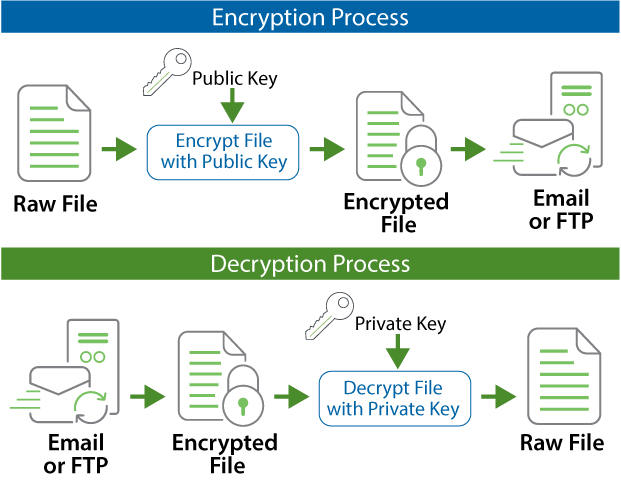 Encryption Process
Public Key
Encrypt File
with Public Key
Raw File
Encrypted
File
Email
or FTP
Decryption Process
Private Key
Decrypt File
with Private Key
Email
or FTP
Encrypted
File
Raw File